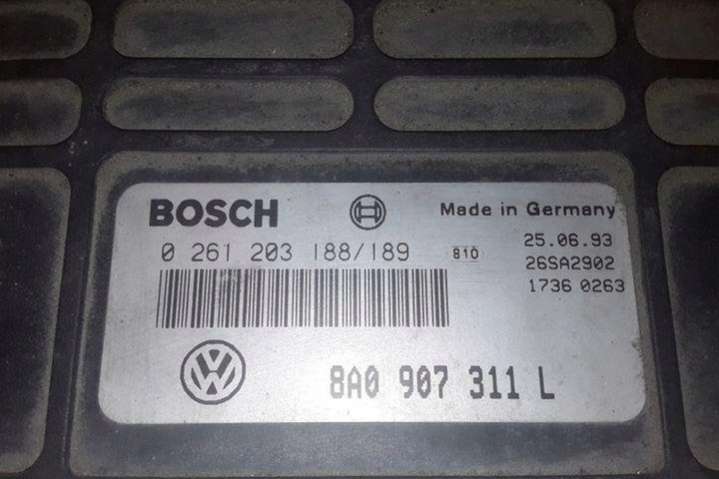 BOSCH Made in Germany
0 261 203 188/189 810 25.06.93
26SA2902
1736 0263
VW 8A0 907 311 L